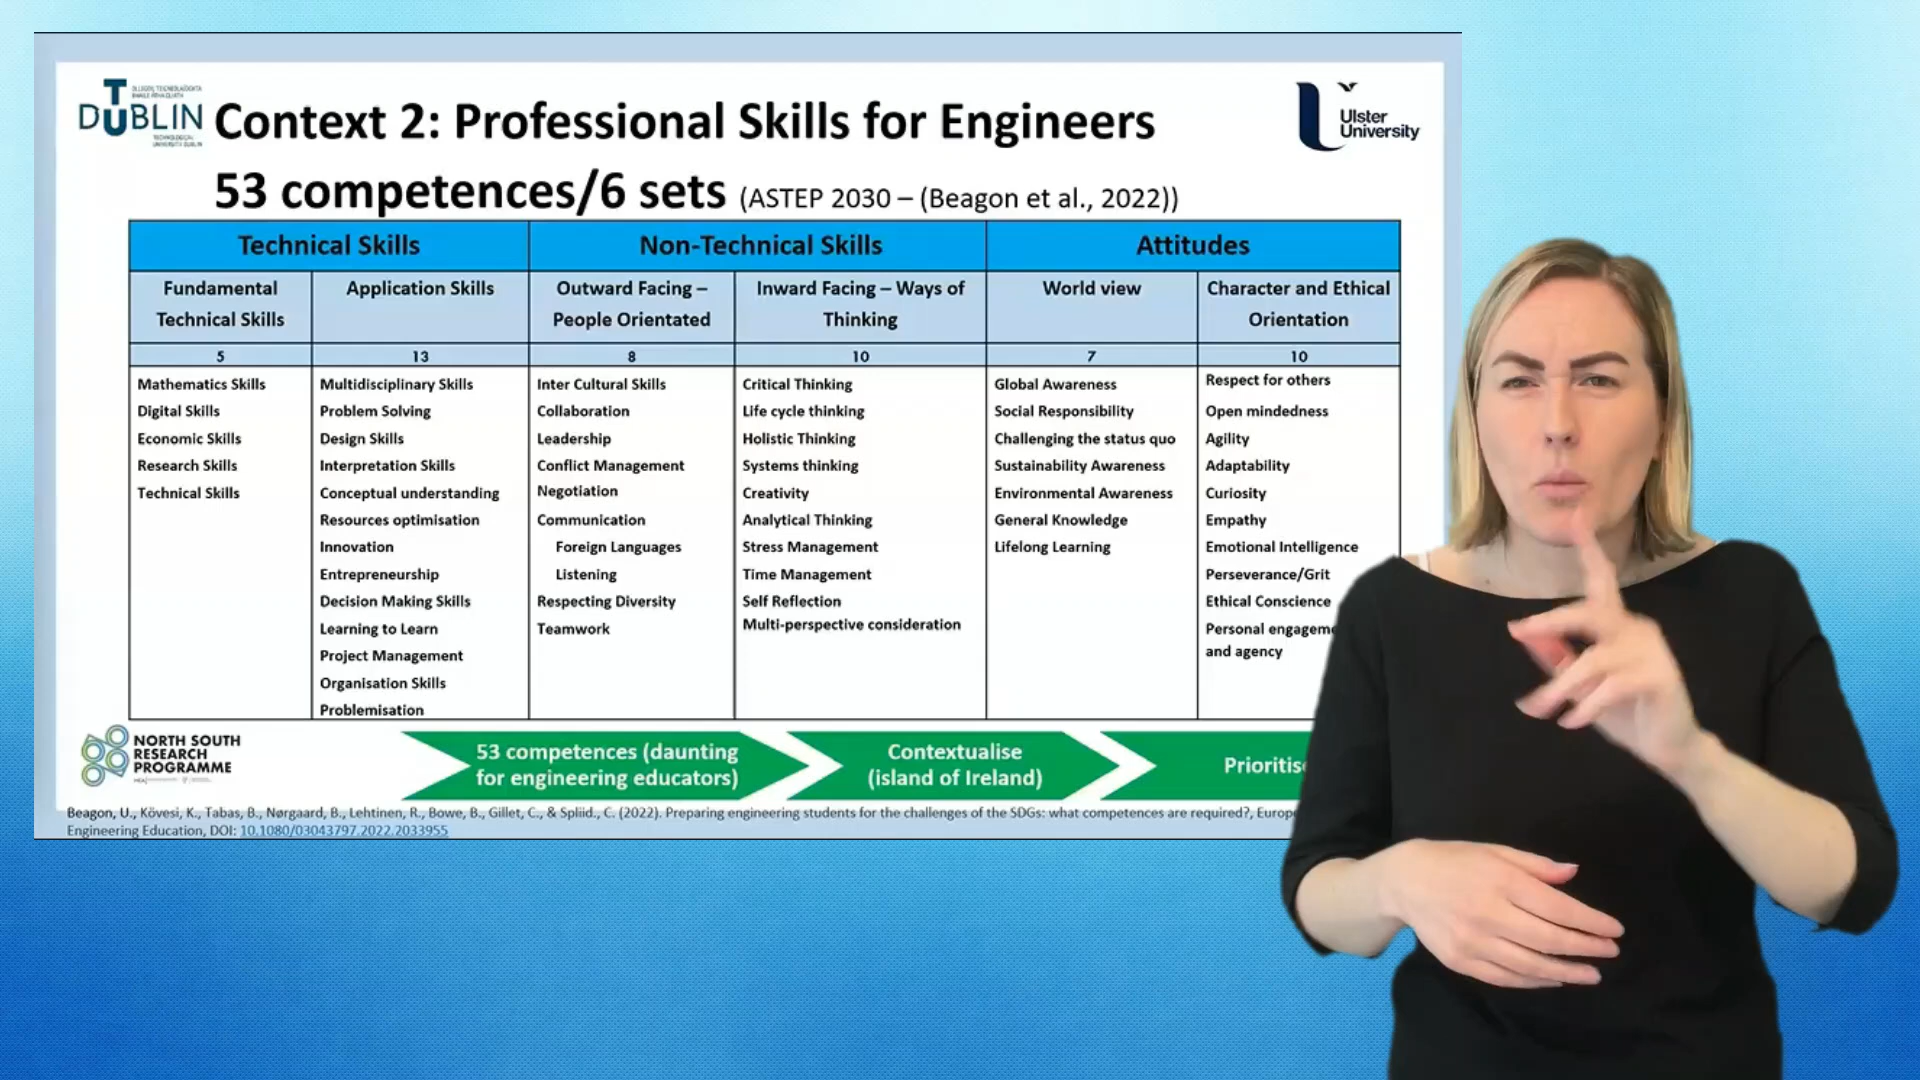 TU DUBLIN
Context 2: Professional Skills for Engineers
53 competences/6 sets (ASTEP 2030 – (Beagon et al., 2022))
Ulster
University
Technical Skills
Non-Technical Skills
Attitudes
Fundamental
Technical Skills
Application Skills
Outward Facing –
People Orientated
Inward Facing – Ways of
Thinking
World view
Character and Ethical
Orientation
5
13
8
10
7
10
Mathematics Skills
Digital Skills
Economic Skills
Research Skills
Technical Skills
Multidisciplinary Skills
Problem Solving
Design Skills
Interpretation Skills
Conceptual understanding
Resources optimisation
Innovation
Entrepreneurship
Decision Making Skills
Learning to Learn
Project Management
Organisation Skills
Problemisation
Inter Cultural Skills
Collaboration
Leadership
Conflict Management
Negotiation
Communication
Foreign Languages
Listening
Respecting Diversity
Teamwork
Critical Thinking
Life cycle thinking
Holistic Thinking
Systems thinking
Creativity
Analytical Thinking
Stress Management
Time Management
Self Reflection
Multi-perspective consideration
Global Awareness
Social Responsibility
Challenging the status quo
Sustainability Awareness
Environmental Awareness
General Knowledge
Lifelong Learning
Respect for others
Open mindedness
Agility
Adaptability
Curiosity
Empathy
Emotional Intelligence
Perseverance/Grit
Ethical Conscience
Personal engageme
and agency
NORTH SOUTH
RESEARCH
PROGRAMME
53 competences (daunting
for engineering educators)
Contextualise
(island of Ireland)
Prioritis
Beagon, U., Kövesi, K., Tabas, B., Nørgaard, B., Lehtinen, R., Bowe, B., Gillet, C., & Spliid., C. (2022). Preparing engineering students for the challenges of the SDGs: what competences are required?, Europe
Engineering Education, DOI: 10.1080/03043797.2022.2033955